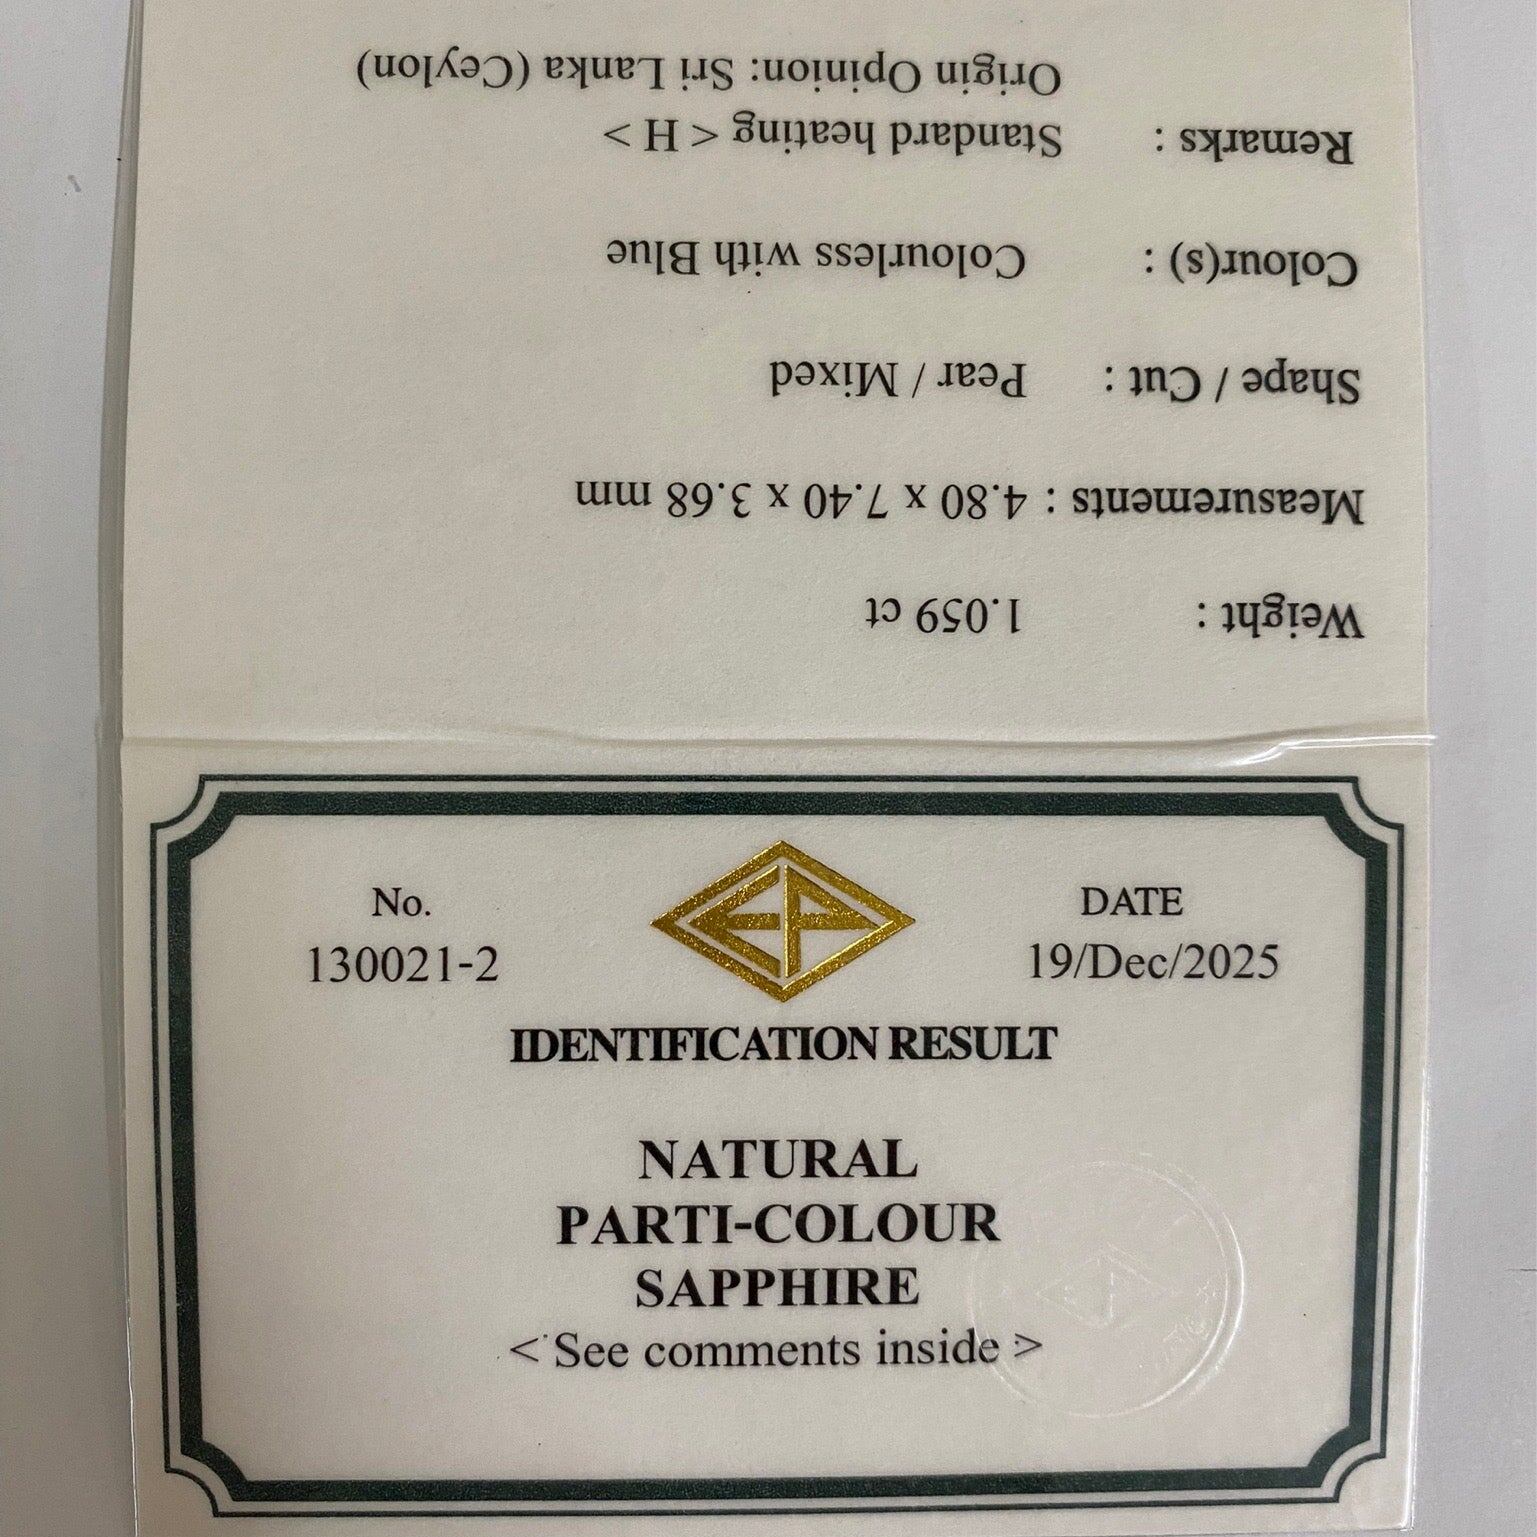 Weight : 1.059 ct
Measurements : 4.80 x 7.40 x 3.68 mm
Shape / Cut : Pear / Mixed
Colour(s) : Colourless with Blue
Remarks : Standard heating < H >
Origin Opinion: Sri Lanka (Ceylon)
No.
130021-2
DATE
19/Dec/2025
IDENTIFICATION RESULT
NATURAL
PARTI-COLOUR
SAPPHIRE
< See comments inside >